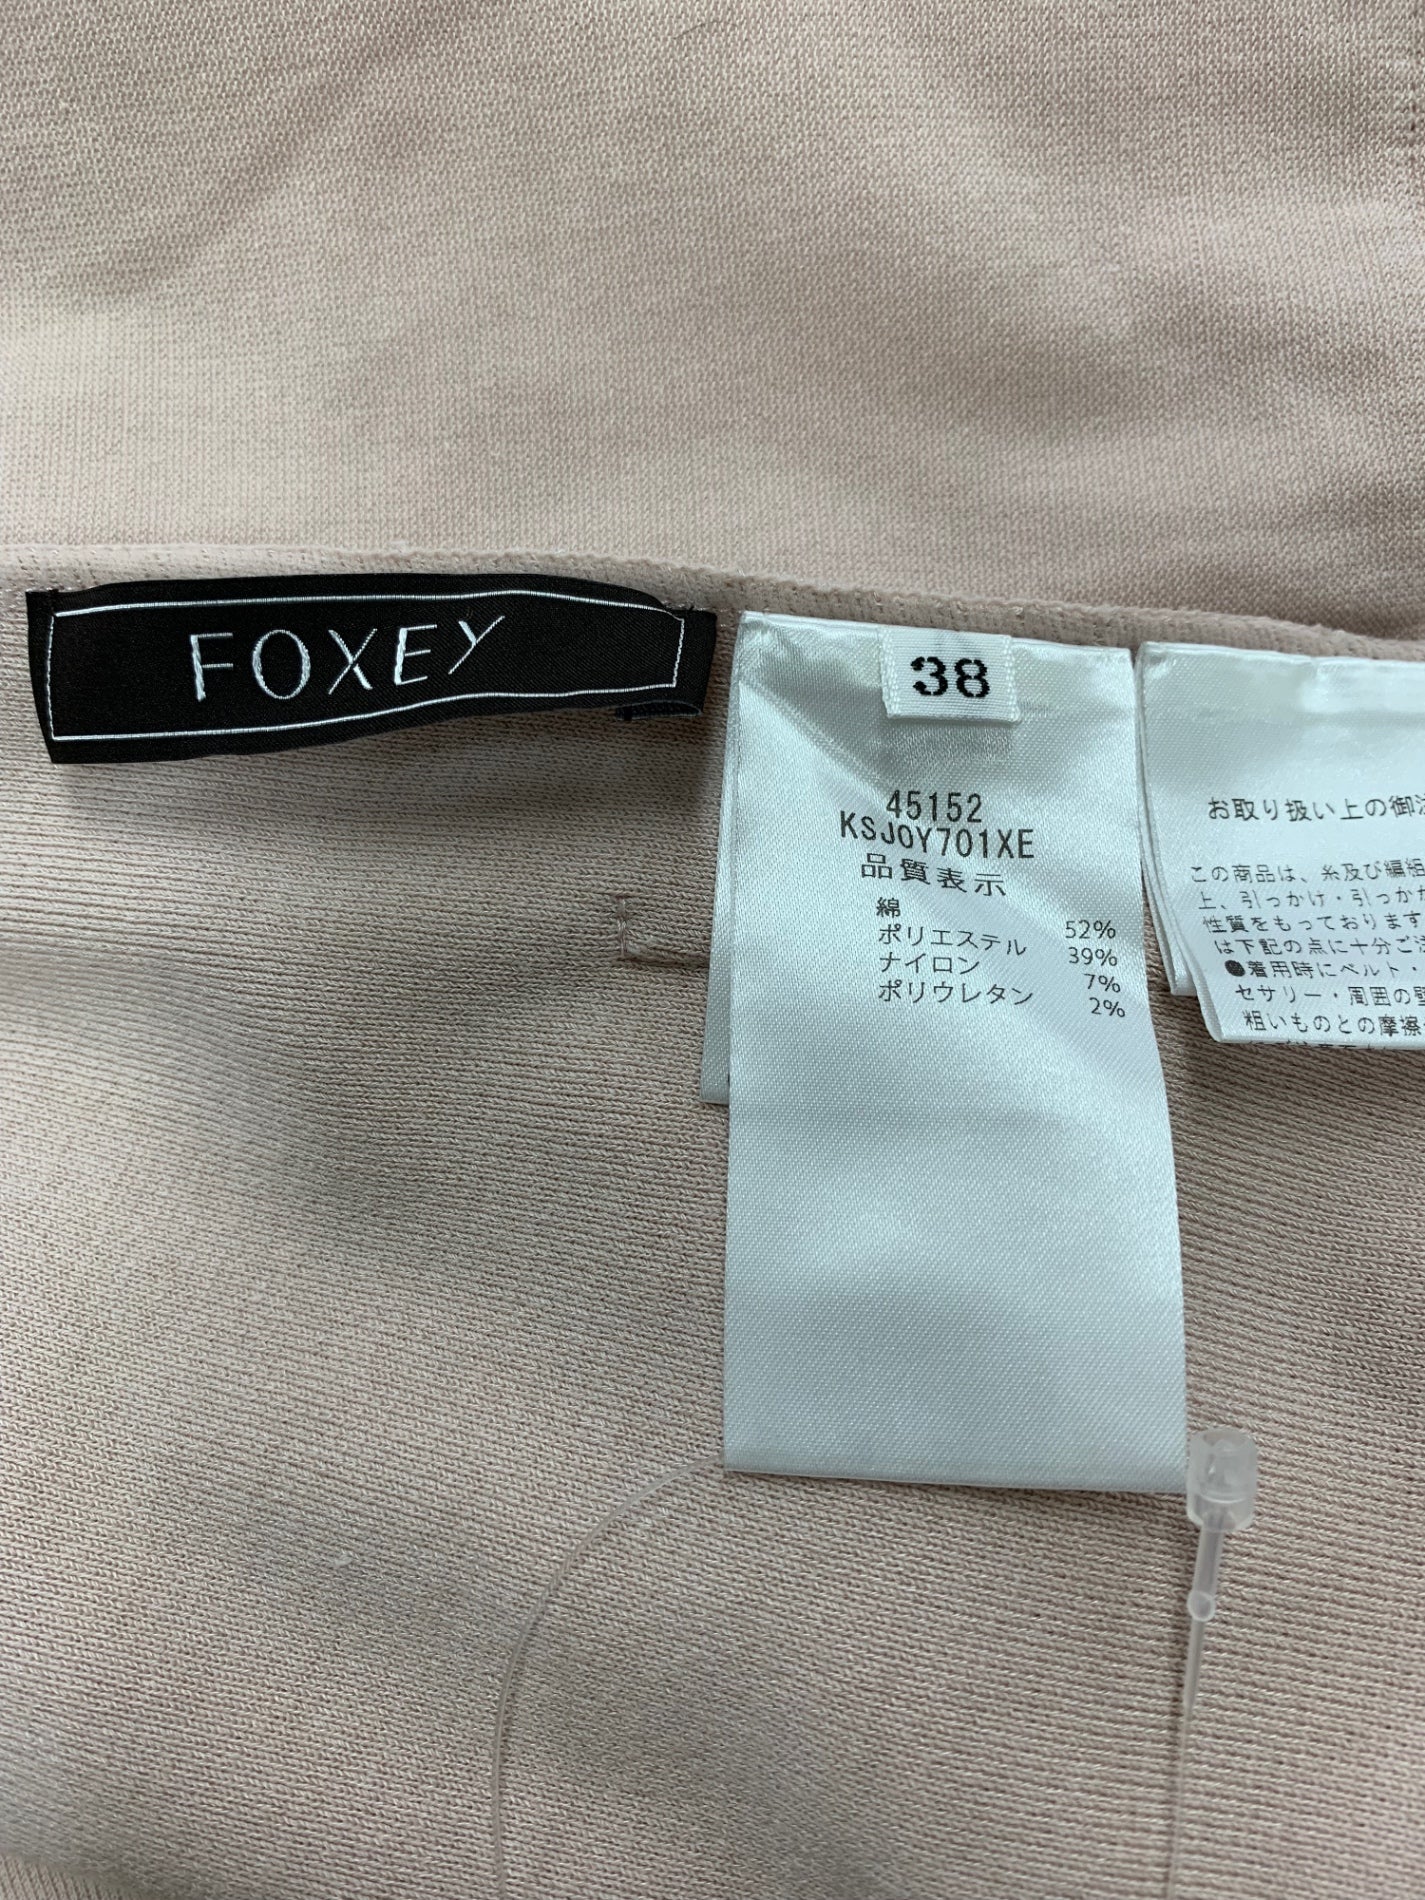 FOXEY
38
45152
KSJOY701XE
品質表示
綿 52%
ポリエステル 39%
ナイロン 7%
ポリウレタン 2%
お取り扱い上の御
この商品は、糸及び編組
上、引っかけ・引っか
性質をもっております
は下記の点に十分ご
●着用時にベルト・
セサリー・周囲の壁
粗いものとの摩擦